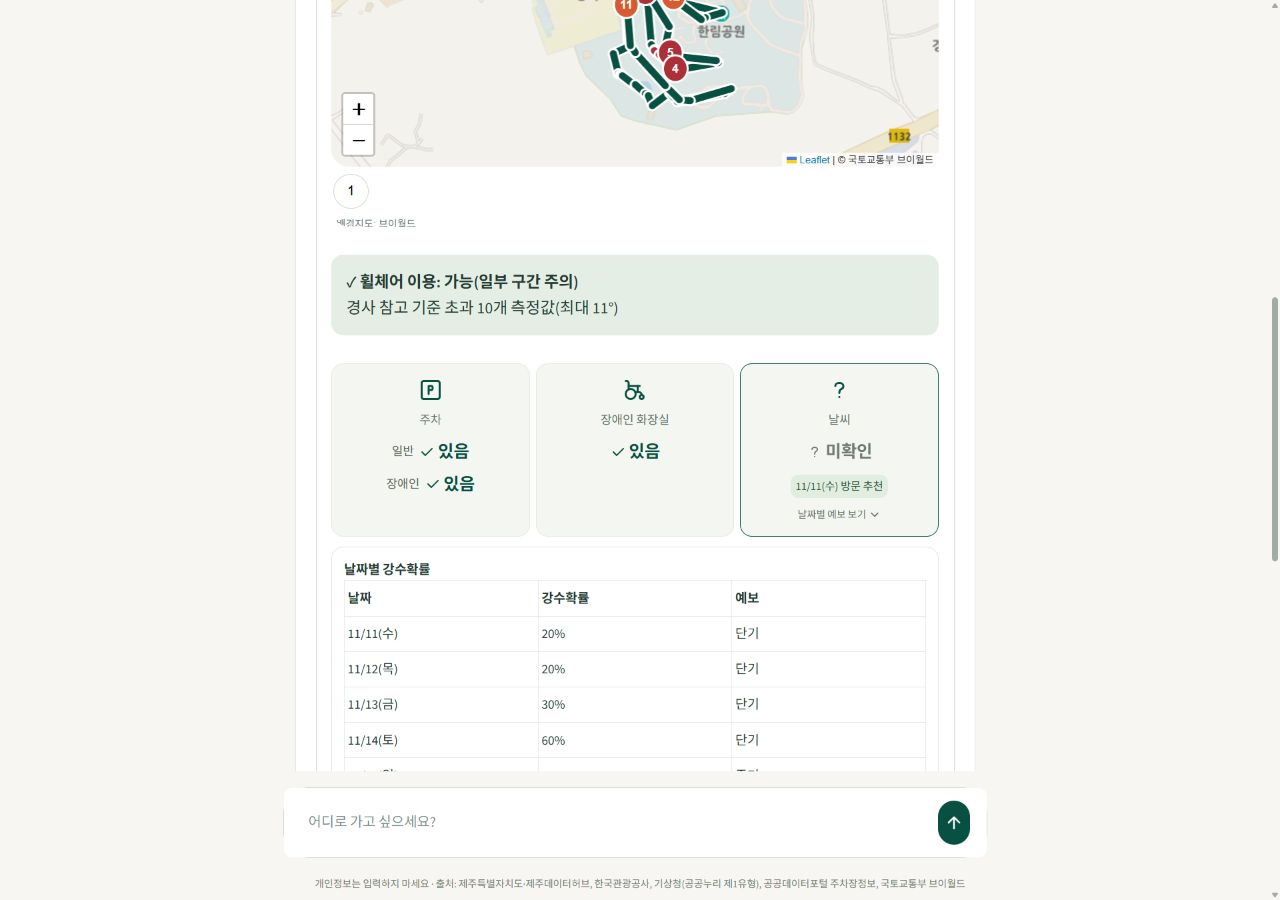 11
한림공원
5
4
+
−
1132
Leaflet | © 국토교통부 브이월드
1
배경지도: 브이월드
✓ 휠체어 이용: 가능(일부 구간 주의)
경사 참고 기준 초과 10개 측정값(최대 11°)
P
주차
일반 ✓ 있음
장애인 ✓ 있음
장애인 화장실
✓ 있음
?
날씨
? 미확인
11/11(수) 방문 추천
날짜별 예보 보기
날짜별 강수확률
날짜 강수확률 예보
11/11(수) 20% 단기
11/12(목) 20% 단기
11/13(금) 30% 단기
11/14(토) 60% 단기
어디로 가고 싶으세요?
개인정보는 입력하지 마세요 · 출처: 제주특별자치도·제주데이터허브, 한국관광공사, 기상청(공공누리 제1유형), 공공데이터포털 주차장정보, 국토교통부 브이월드